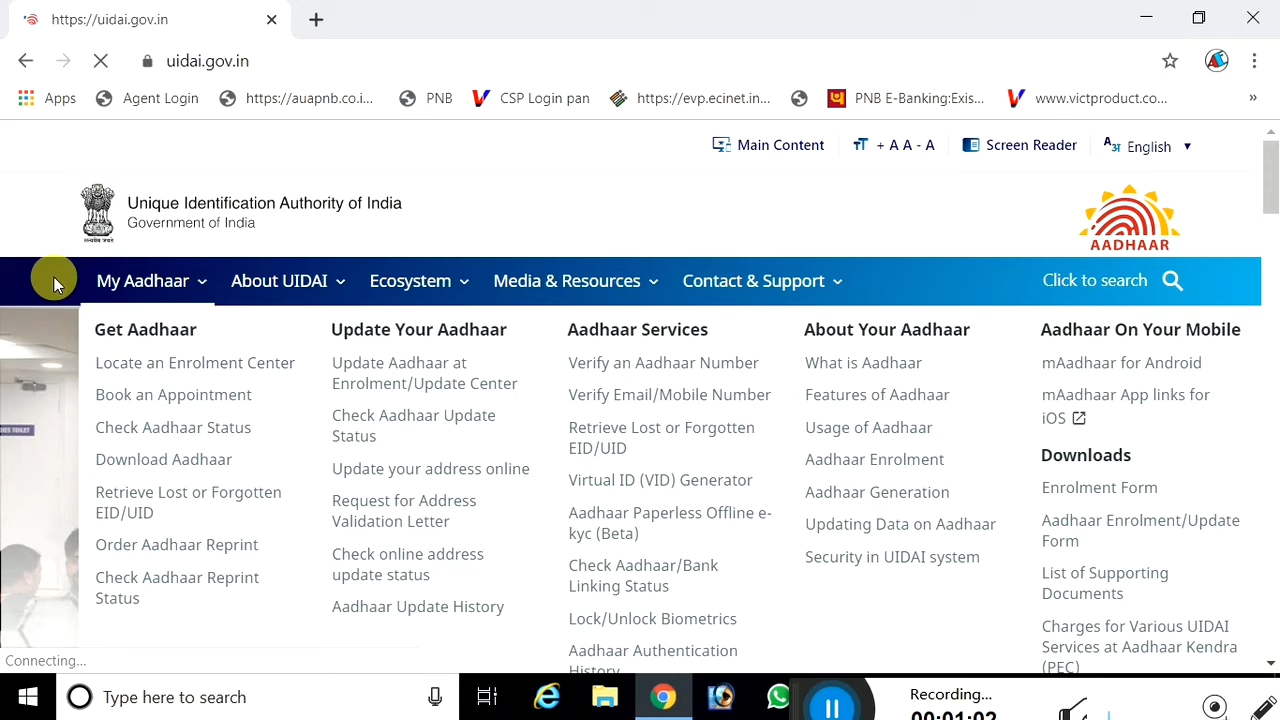 https://uidai.gov.in
uidai.gov.in
Apps Agent Login https://auapnb.co.i... PNB CSP Login pan https://evp.ecinet.in... PNB E-Banking:Exis... www.victproduct.co... »
Main Content + A A - A Screen Reader English
Unique Identification Authority of India
Government of India
AADHAAR
My Aadhaar About UIDAI Ecosystem Media & Resources Contact & Support Click to search
Get Aadhaar
Locate an Enrolment Center
Book an Appointment
Check Aadhaar Status
Download Aadhaar
Retrieve Lost or Forgotten
EID/UID
Order Aadhaar Reprint
Check Aadhaar Reprint
Status
Update Your Aadhaar
Update Aadhaar at
Enrolment/Update Center
Check Aadhaar Update
Status
Update your address online
Request for Address
Validation Letter
Check online address
update status
Aadhaar Update History
Aadhaar Services
Verify an Aadhaar Number
Verify Email/Mobile Number
Retrieve Lost or Forgotten
EID/UID
Virtual ID (VID) Generator
Aadhaar Paperless Offline e-
kyc (Beta)
Check Aadhaar/Bank
Linking Status
Lock/Unlock Biometrics
Aadhaar Authentication
History
About Your Aadhaar
What is Aadhaar
Features of Aadhaar
Usage of Aadhaar
Aadhaar Enrolment
Aadhaar Generation
Updating Data on Aadhaar
Security in UIDAI system
Aadhaar On Your Mobile
mAadhaar for Android
mAadhaar App links for
iOS
Downloads
Enrolment Form
Aadhaar Enrolment/Update
Form
List of Supporting
Documents
Charges for Various UIDAI
Services at Aadhaar Kendra
(PEC)
Connecting...
Type here to search
Recording...
00:01:02